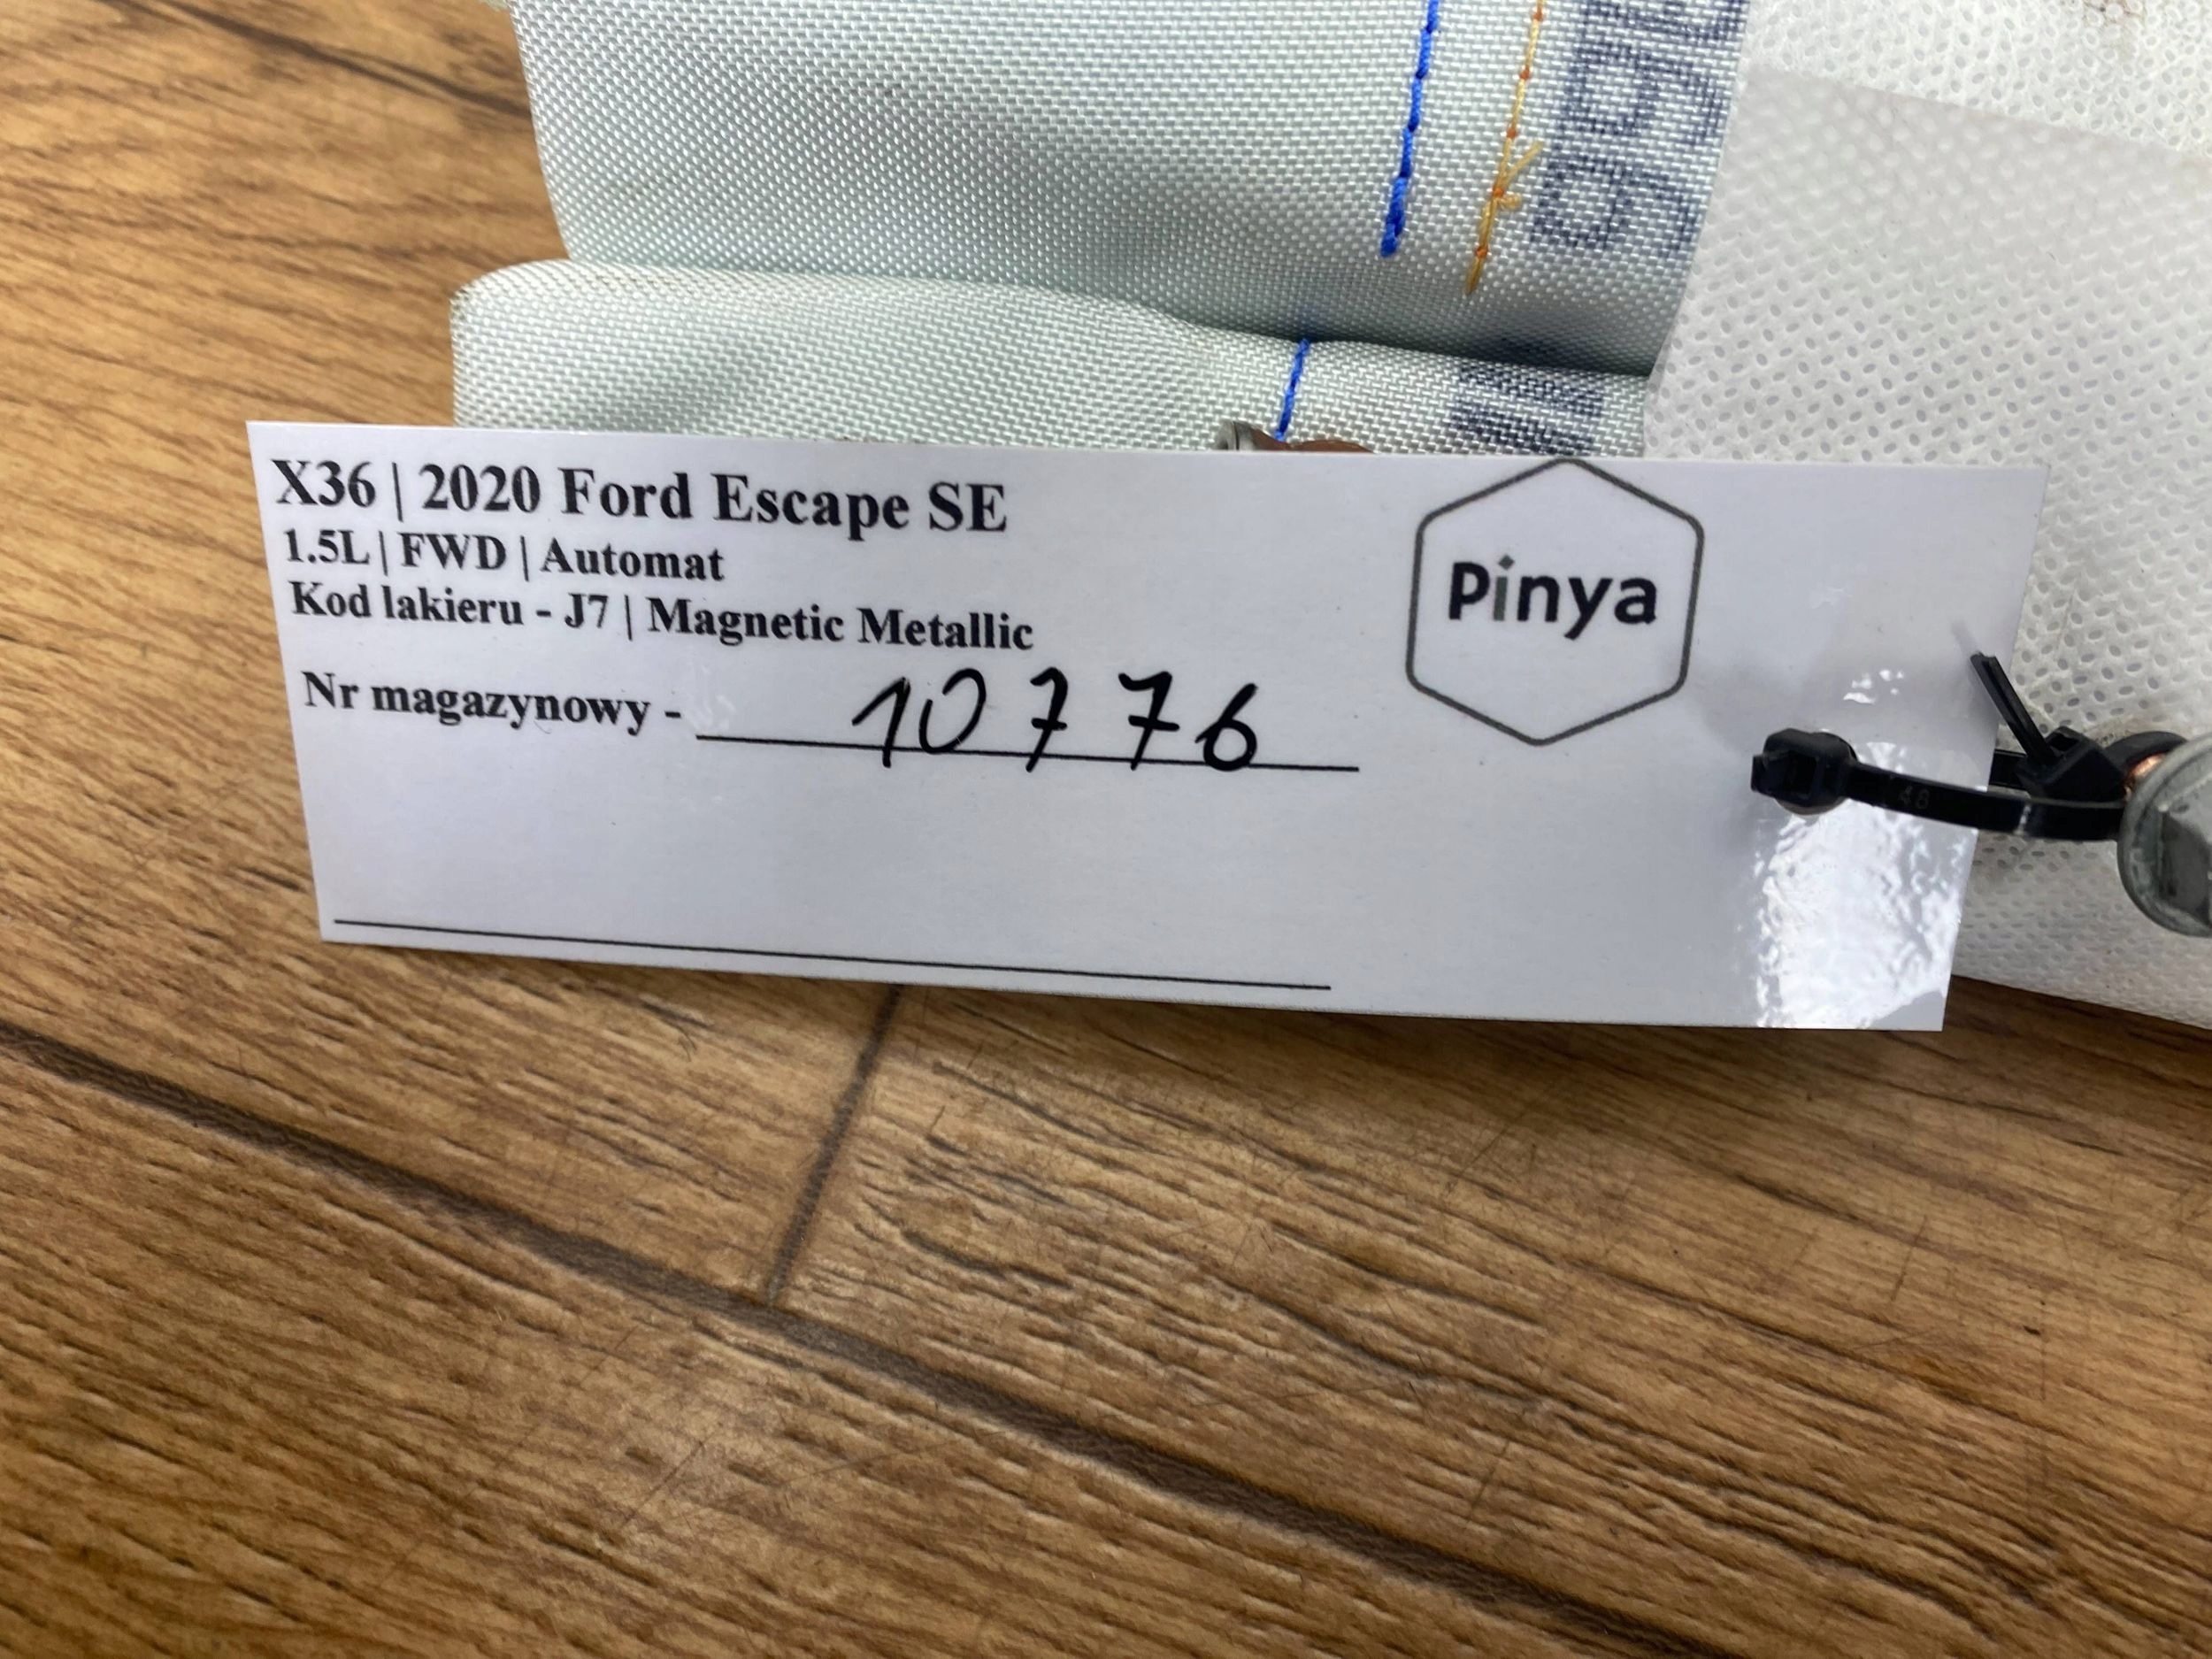 X36 | 2020 Ford Escape SE
1.5L | FWD | Automat
Kod lakieru - J7 | Magnetic Metallic
Nr magazynowy - 10776
Pinya